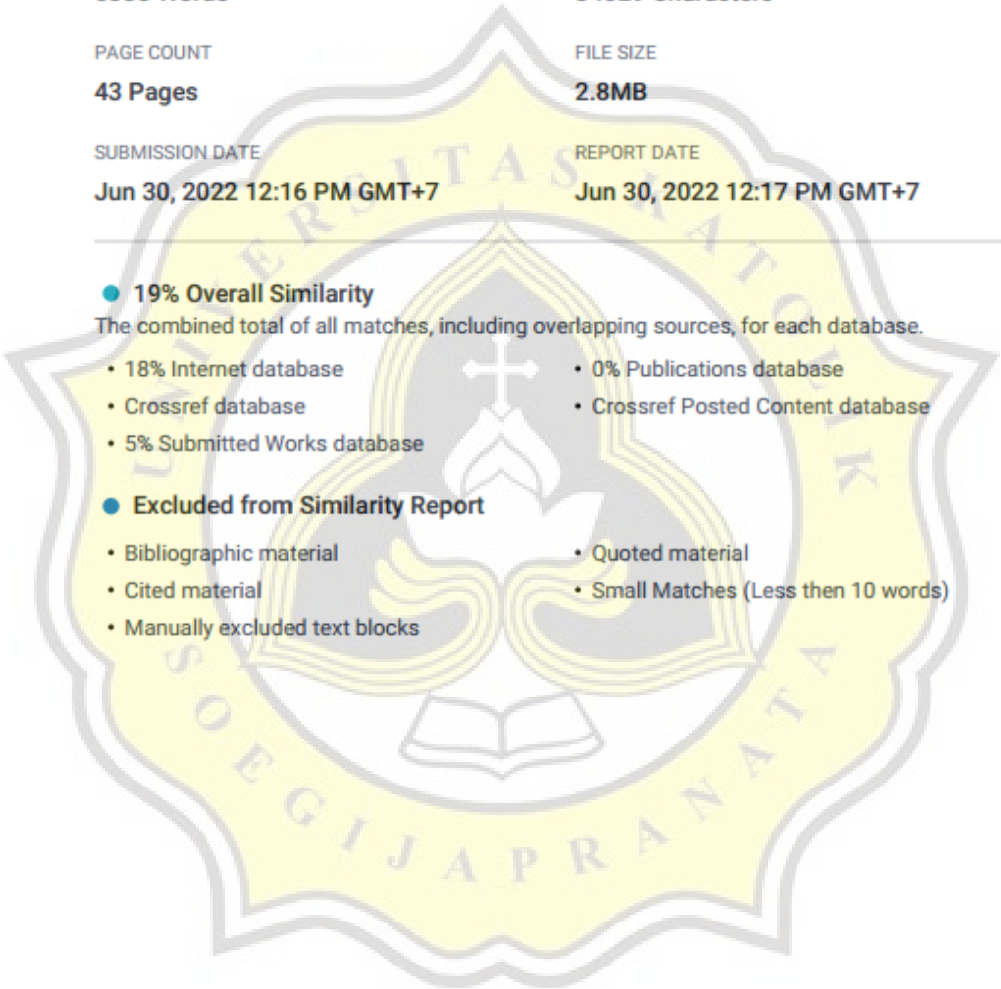 PAGE COUNT
FILE SIZE
43 Pages
2.8MB
SUBMISSION DATE
REPORT DATE
Jun 30, 2022 12:16 PM GMT+7
Jun 30, 2022 12:17 PM GMT+7
19% Overall Similarity
The combined total of all matches, including overlapping sources, for each database.
• 18% Internet database
• 0% Publications database
• Crossref database
• Crossref Posted Content database
• 5% Submitted Works database
Excluded from Similarity Report
• Bibliographic material
• Quoted material
• Cited material
• Small Matches (Less then 10 words)
• Manually excluded text blocks
UNIVERSITAS KATOLIK
SOEGIJAPRANATA